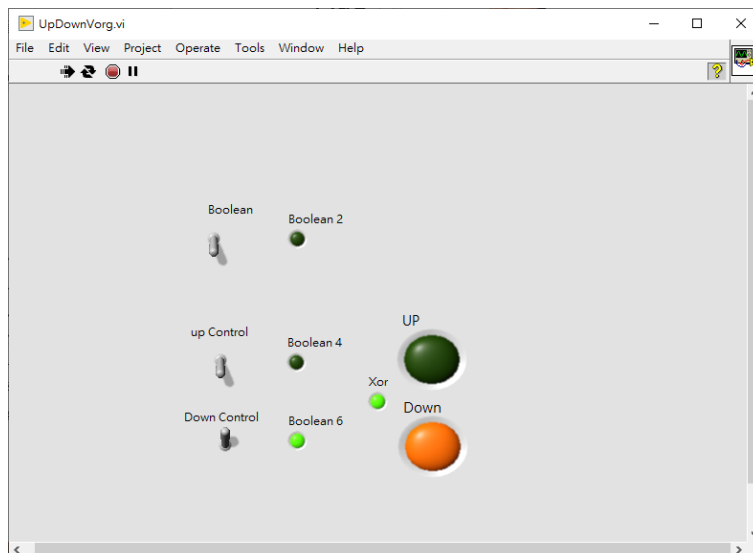 UpDownVorg.vi
File Edit View Project Operate Tools Window Help
?
Boolean
Boolean 2
up Control
Boolean 4
UP
Xor
Down Control
Boolean 6
Down